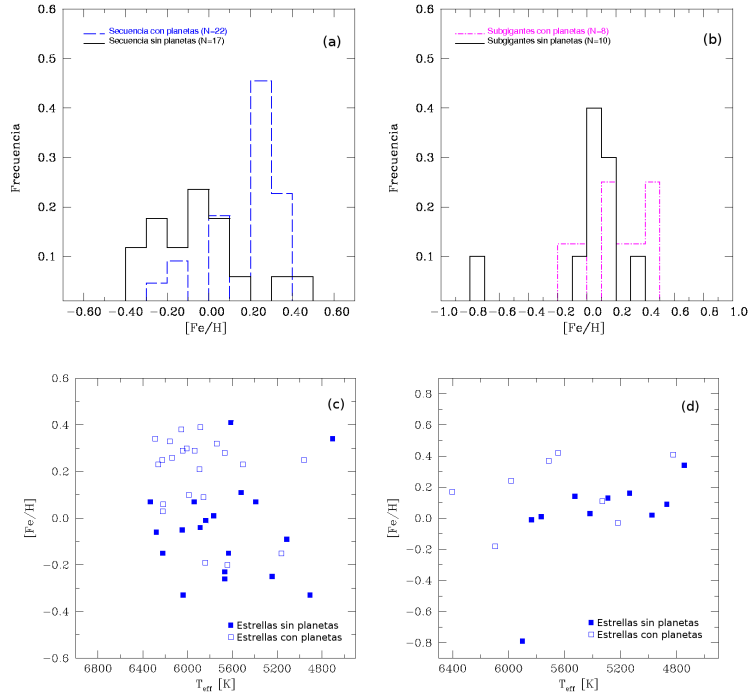 Secuencia con planetas (N=22)
Secuencia sin planetas (N=17)
(a)
Frecuencia
0.6
0.5
0.4
0.3
0.2
0.1
−0.60 −0.40 −0.20 0.00 0.20 0.40 0.60
[Fe/H]
Subgigantes con planetas (N=8)
Subgigantes sin planetas (N=10)
(b)
Frecuencia
0.6
0.5
0.4
0.3
0.2
0.1
−1.0 −0.8 −0.6 −0.4 −0.2 0.0 0.2 0.4 0.6 0.8 1.0
[Fe/H]
(c)
[Fe/H]
0.6
0.4
0.2
0.0
−0.2
−0.4
−0.6
Estrellas sin planetas
Estrellas con planetas
6800 6400 6000 5600 5200 4800
Teff [K]
(d)
[Fe/H]
0.8
0.6
0.4
0.2
0.0
−0.2
−0.4
−0.6
−0.8
Estrellas sin planetas
Estrellas con planetas
6400 6000 5600 5200 4800
Teff [K]